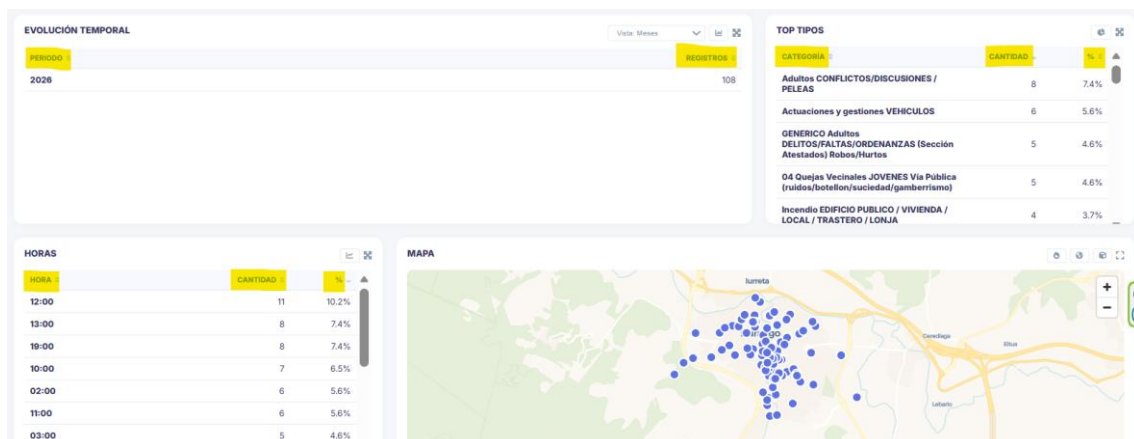 EVOLUCIÓN TEMPORAL
Vista: Meses
PERIODO REGISTROS
2026 108
TOP TIPOS
CATEGORÍA CANTIDAD %
Adultos CONFLICTOS/DISCUSIONES /
PELEAS 8 7.4%
Actuaciones y gestiones VEHICULOS 6 5.6%
GENERICO Adultos
DELITOS/FALTAS/ORDENANZAS (Sección
Atestados) Robos/Hurtos 5 4.6%
04 Quejas Vecinales JOVENES Vía Pública
(ruidos/botellon/suciedad/gamberrismo) 5 4.6%
Incendio EDIFICIO PUBLICO / VIVIENDA /
LOCAL / TRASTERO / LONJA 4 3.7%
HORAS
HORA CANTIDAD %
12:00 11 10.2%
13:00 8 7.4%
19:00 8 7.4%
10:00 7 6.5%
02:00 6 5.6%
11:00 6 5.6%
03:00 5 4.6%
MAPA
Iurreta
+
−